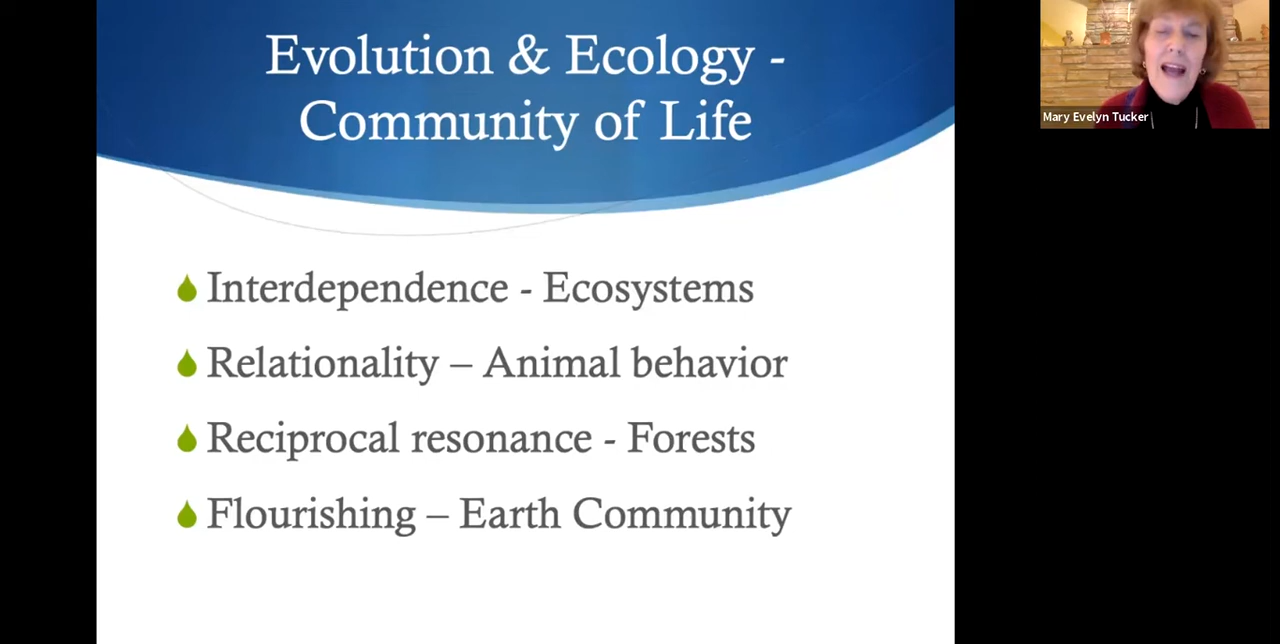 Evolution & Ecology -
Community of Life
Mary Evelyn Tucker
Interdependence - Ecosystems
Relationality – Animal behavior
Reciprocal resonance - Forests
Flourishing – Earth Community